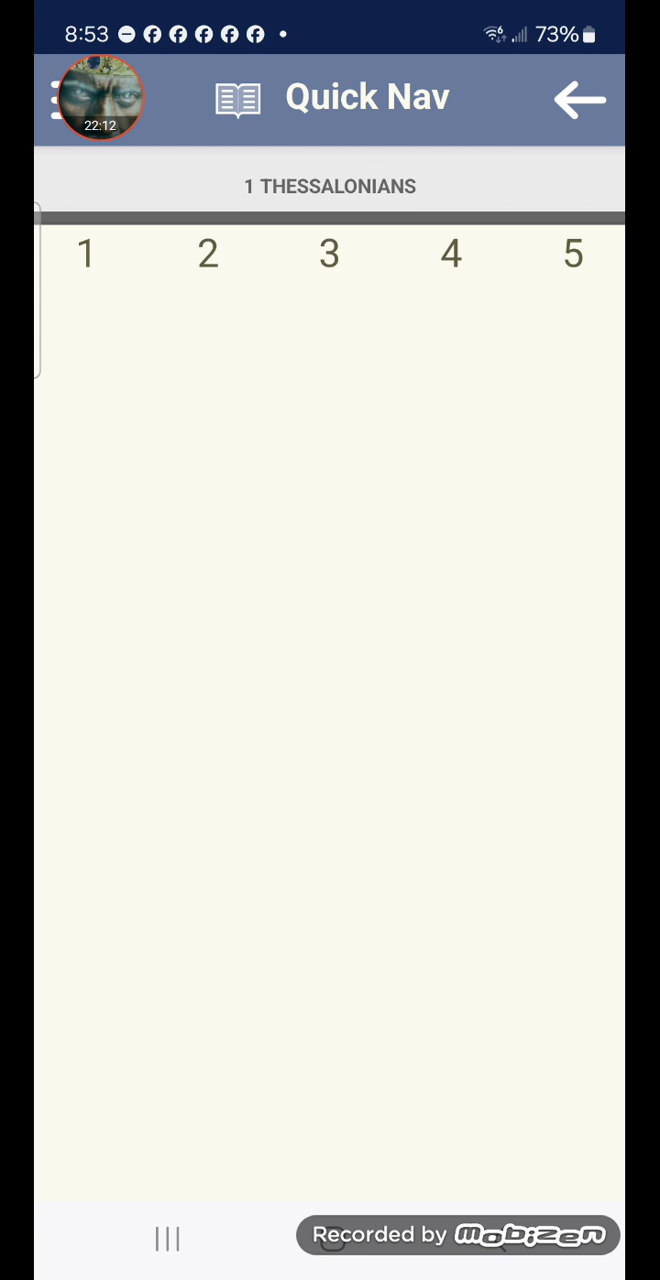 8:53 73%
22:12
Quick Nav
1 THESSALONIANS
1 2 3 4 5
Recorded by mobizen